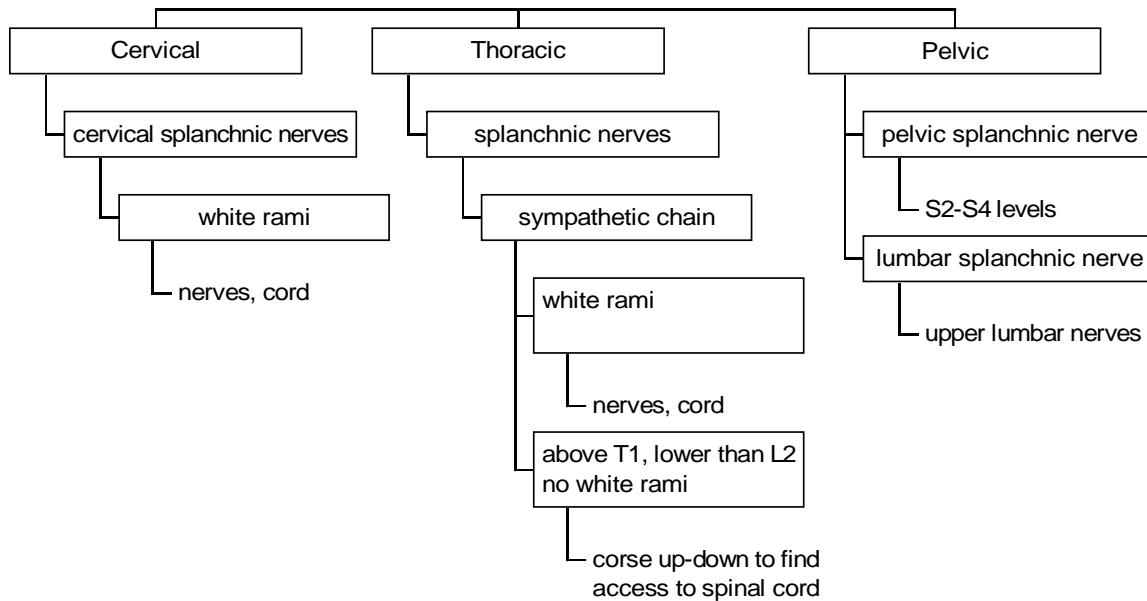 Cervical
cervical splanchnic nerves
white rami
nerves, cord
Thoracic
splanchnic nerves
sympathetic chain
white rami
nerves, cord
above T1, lower than L2
no white rami
corse up-down to find
access to spinal cord
Pelvic
pelvic splanchnic nerve
S2-S4 levels
lumbar splanchnic nerve
upper lumbar nerves